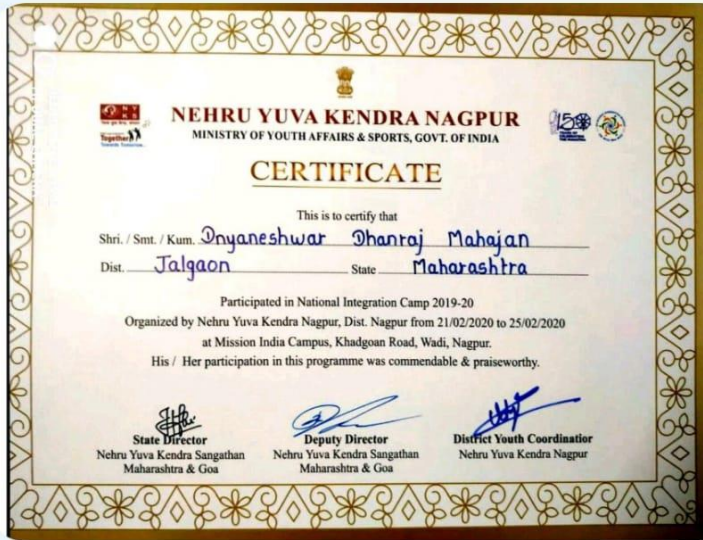 NEHRU YUVA KENDRA NAGPUR
MINISTRY OF YOUTH AFFAIRS & SPORTS, GOVT. OF INDIA
Together
Towards Tomorrow...
150
CERTIFICATE
This is to certify that
Shri. / Smt. / Kum. Dnyaneshwar Dhanraj Mahajan
Dist. Jalgaon State Maharashtra
Participated in National Integration Camp 2019-20
Organized by Nehru Yuva Kendra Nagpur, Dist. Nagpur from 21/02/2020 to 25/02/2020
at Mission India Campus, Khadgoan Road, Wadi, Nagpur.
His / Her participation in this programme was commendable & praiseworthy.
State Director Deputy Director District Youth Coordinatior
Nehru Yuva Kendra Sangathan Nehru Yuva Kendra Sangathan Nehru Yuva Kendra Nagpur
Maharashtra & Goa Maharashtra & Goa